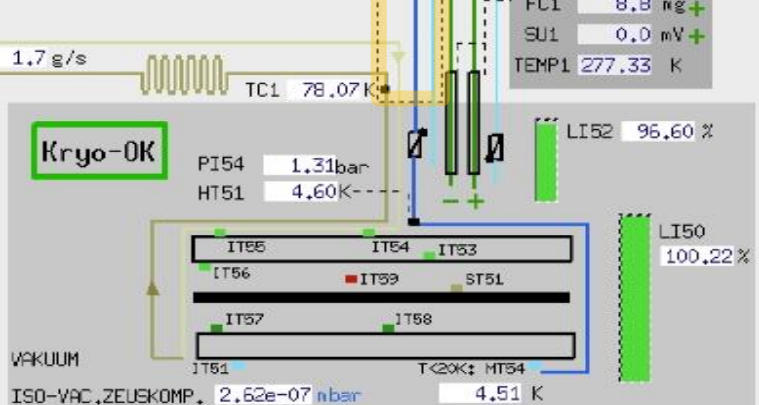 FC1 8.8 mg+
SU1 0.0 mV+
TEMP1 277.33 K
1.7 g/s
TC1 78.07 K
Kryo-OK
PI54 1.31 bar
HT51 4.60 K
- +
LI52 96.60 %
LI50
100.22 %
IT55 IT54 IT53
IT56 IT59 ST51
IT57 IT58
VAKUUM
IT51 T<20K: MT54
ISO-VAC.ZEUSKOMP. 2.62e-07 mbar 4.51 K